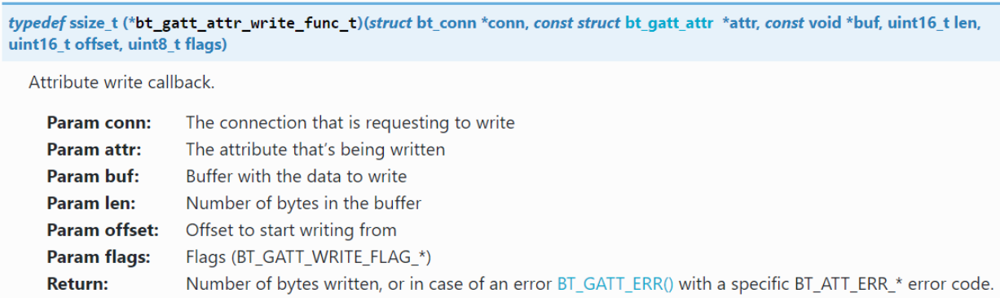 typedef ssize_t (*bt_gatt_attr_write_func_t)(struct bt_conn *conn, const struct bt_gatt_attr *attr, const void *buf, uint16_t len,
uint16_t offset, uint8_t flags)
Attribute write callback.
Param conn: The connection that is requesting to write
Param attr: The attribute that's being written
Param buf: Buffer with the data to write
Param len: Number of bytes in the buffer
Param offset: Offset to start writing from
Param flags: Flags (BT_GATT_WRITE_FLAG_*)
Return: Number of bytes written, or in case of an error BT_GATT_ERR() with a specific BT_ATT_ERR_* error code.